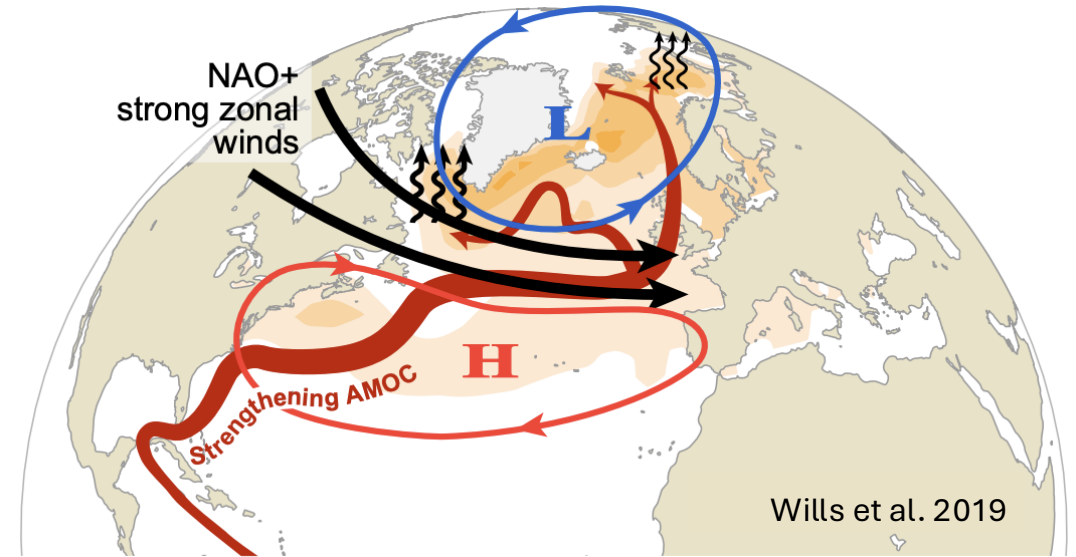 NAO+
strong zonal
winds
L
H
Strengthening AMOC
Wills et al. 2019